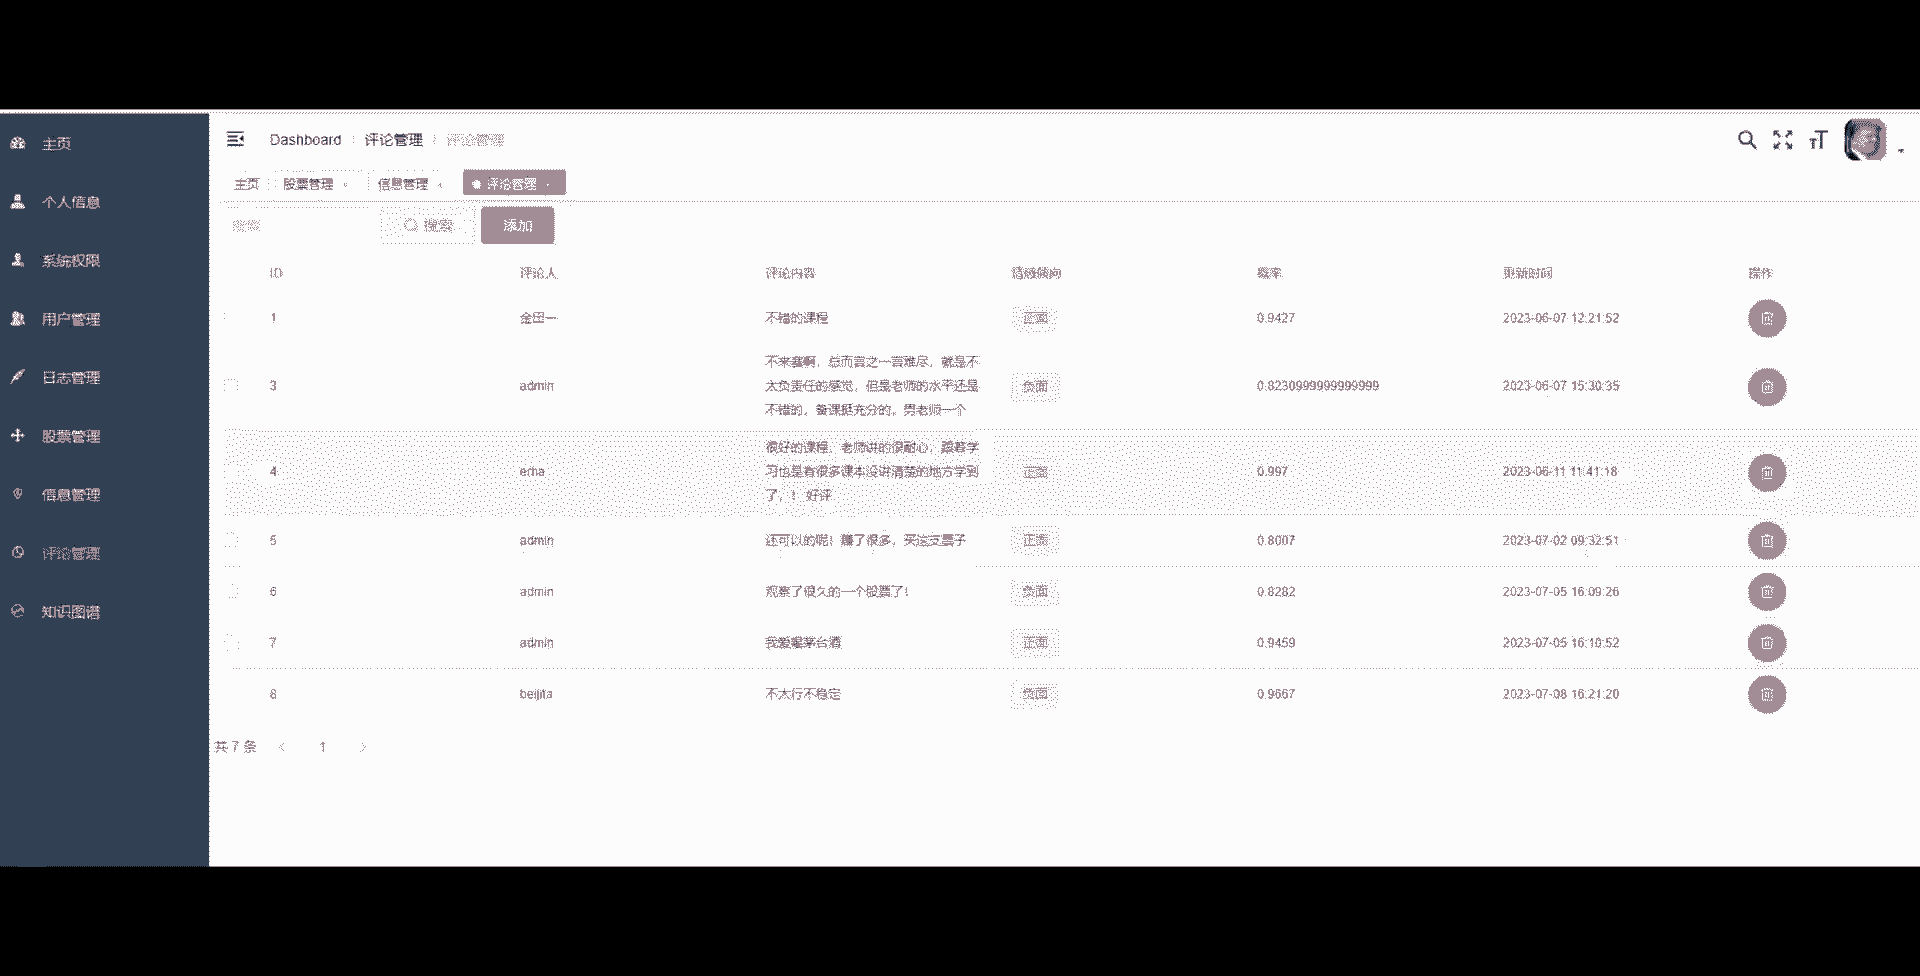 主页
个人信息
系统权限
用户管理
日志管理
股票管理
信息管理
评论管理
知识图谱
Dashboard 评论管理 评论管理
主页 股票管理 信息管理 评论管理
搜索 添加
ID 评论人 评论内容 情感倾向 概率 更新时间 操作
1 金田一 不错的课程 正面 0.9427 2023-06-07 12:21:52
不来塞啊，总而言之一言难尽，就是不
3 admin 太负责任的感觉，但是老师的水平还是 负面 0.8230999999999999 2023-06-07 15:30:35
不错的，备课挺充分的，男老师一个
很好的课程，老师讲的很耐心，跟着学
4 erha 习也是有很多课本没讲清楚的地方学到 正面 0.997 2023-06-11 11:41:18
了，！ 好评
5 admin 还可以的呢！赚了很多，买这支票子 正面 0.8007 2023-07-02 09:32:51
6 admin 观察了很久的一个股票了！ 负面 0.8282 2023-07-05 16:09:26
7 admin 我爱喝茅台酒 正面 0.9459 2023-07-05 16:10:52
8 beijita 不太行不稳定 负面 0.9667 2023-07-08 16:21:20
共 7 条 1